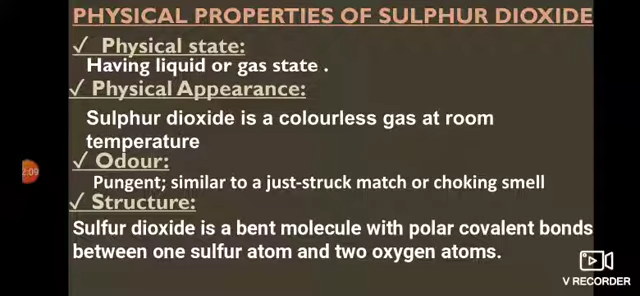 PHYSICAL PROPERTIES OF SULPHUR DIOXIDE
✓ Physical state:
Having liquid or gas state .
✓ Physical Appearance:
Sulphur dioxide is a colourless gas at room
temperature
✓ Odour:
Pungent; similar to a just-struck match or choking smell
✓ Structure:
Sulfur dioxide is a bent molecule with polar covalent bonds
between one sulfur atom and two oxygen atoms.
2:09
V RECORDER